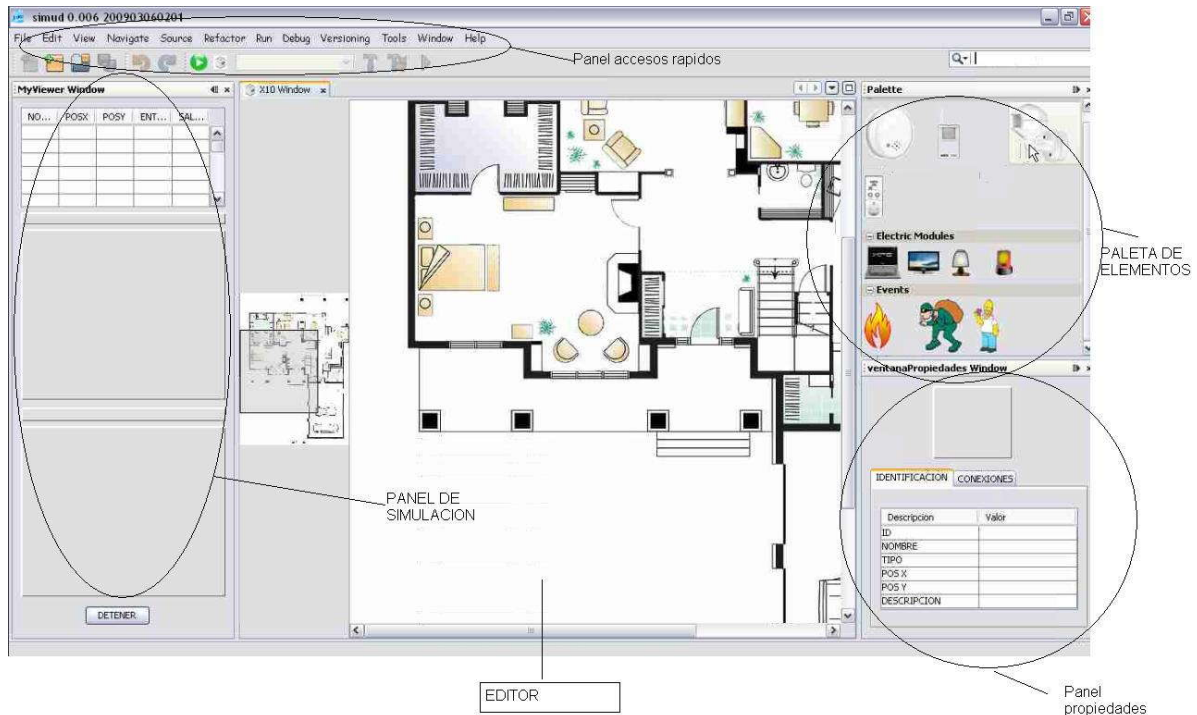 simud 0.006 200903060201
File Edit View Navigate Source Refactor Run Debug Versioning Tools Window Help
Panel accesos rapidos
MyViewer Window
X10 Window
Palette
NO... POSX POSY ENT... SAL...
Electric Modules
PALETA DE
ELEMENTOS
Events
ventanaPropiedades Window
IDENTIFICACION CONEXIONES
PANEL DE
SIMULACION
Descripcion Valor
ID
NOMBRE
TIPO
POS X
POS Y
DESCRIPCION
DETENER
EDITOR
Panel
propiedades